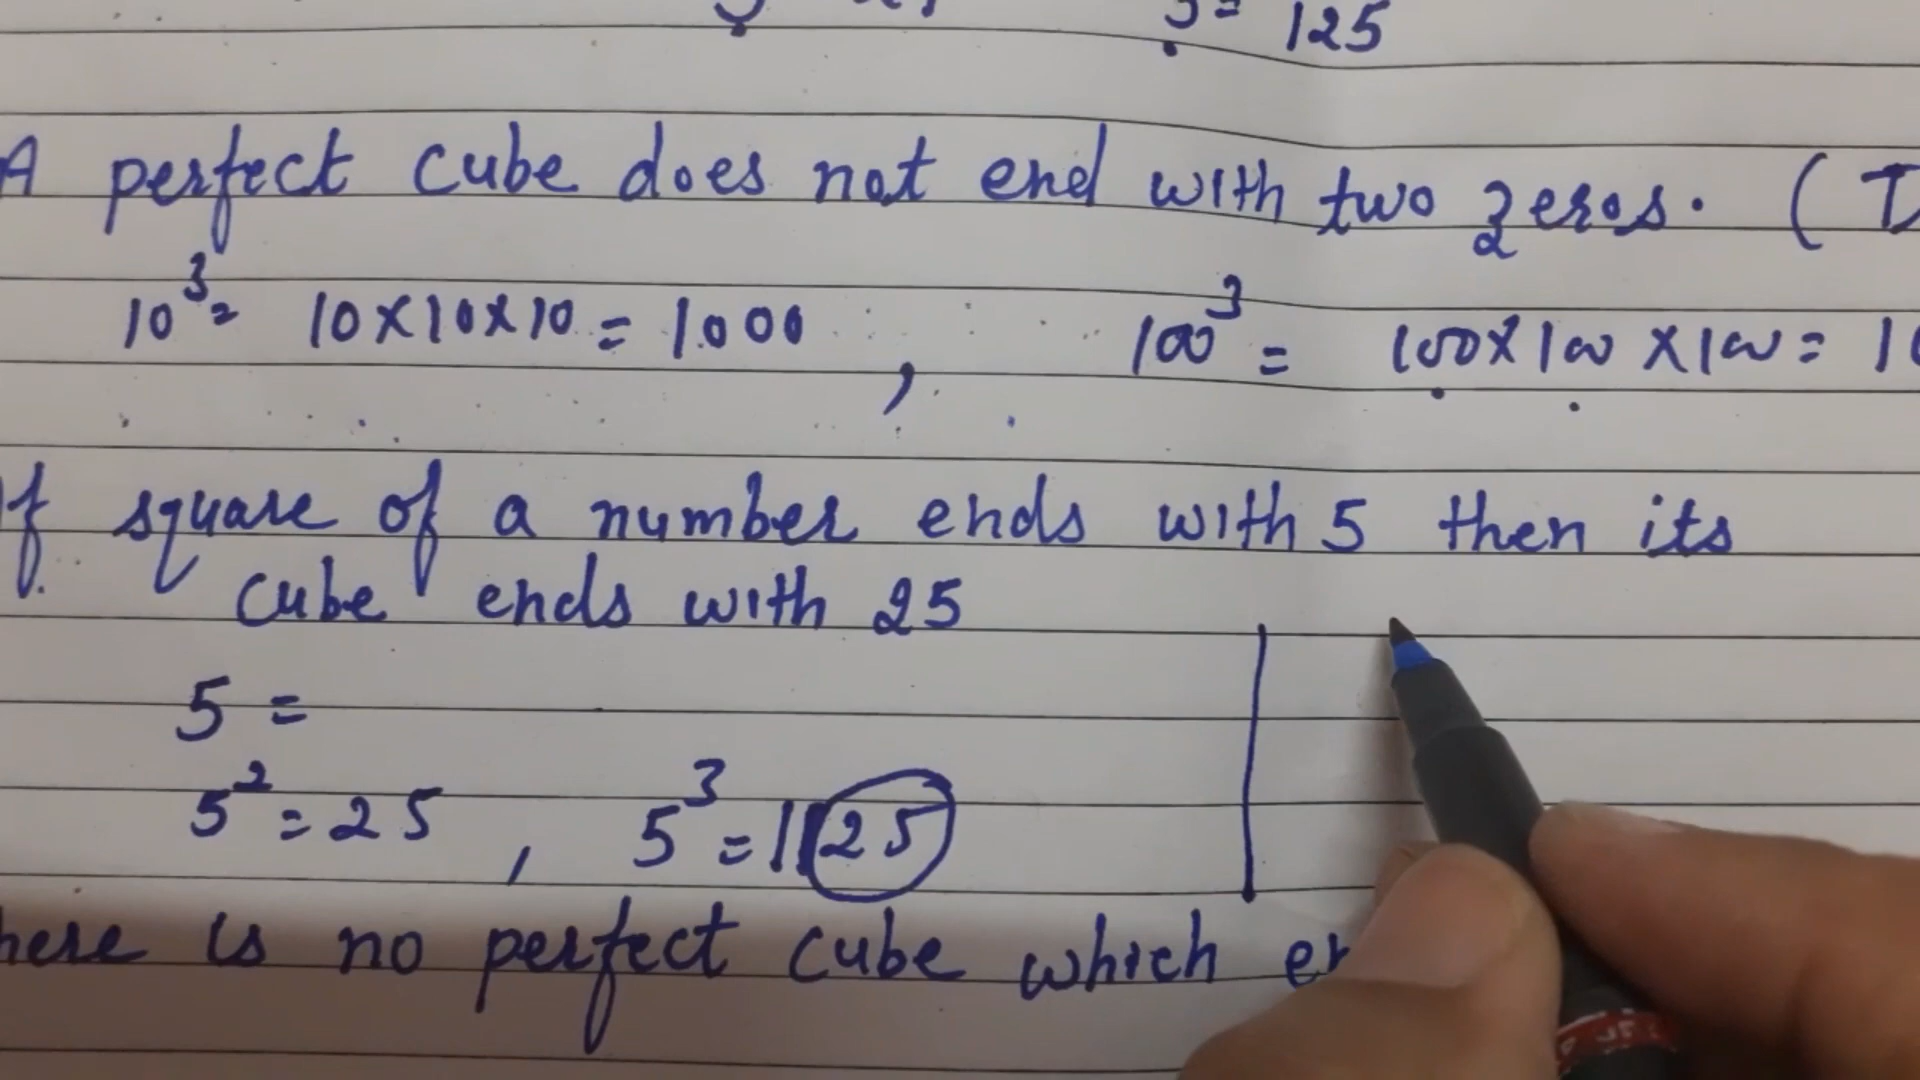 5 = 125
A perfect cube does not end with two zeros. (T
10³ = 10×10×10 = 1000 , 100³ = 100×100×100 = 10
If square of a number ends with 5 then its
cube ends with 25
5 =
5² = 25 , 5³ = 125
here is no perfect cube which